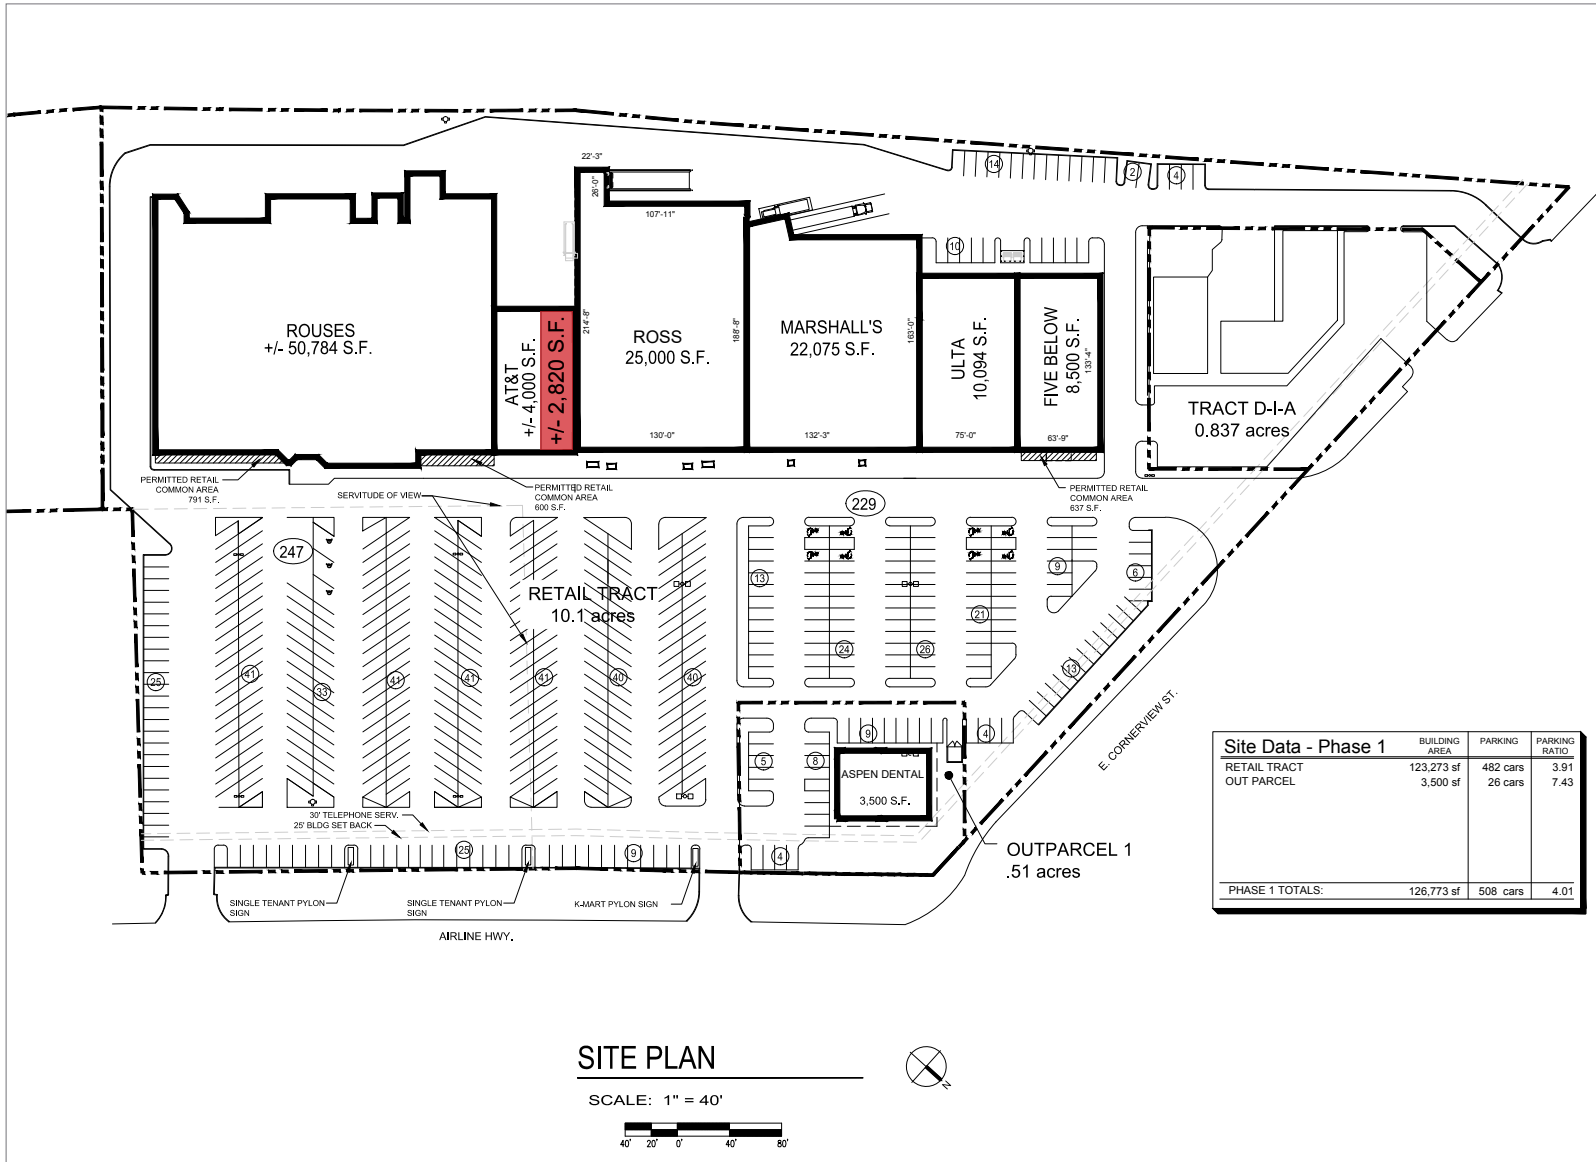 22'-3"
26'-0"
107'-11"
14
2
4
10
214'-8"
188'-8"
163'-0"
133'-4"
ROUSES
+/- 50,784 S.F.
AT&T
+/- 4,000 S.F.
+/- 2,820 S.F.
ROSS
25,000 S.F.
MARSHALL'S
22,075 S.F.
ULTA
10,094 S.F.
FIVE BELOW
8,500 S.F.
TRACT D-I-A
0.837 acres
130'-0"
132'-3"
75'-0"
63'-9"
PERMITTED RETAIL
COMMON AREA
791 S.F.
SERVITUDE OF VIEW
PERMITTED RETAIL
COMMON AREA
600 S.F.
PERMITTED RETAIL
COMMON AREA
637 S.F.
229
247
RETAIL TRACT
10.1 acres
13
9
6
21
24
26
13
25
41
33
41
41
41
40
40
9
4
5
8
ASPEN DENTAL
3,500 S.F.
E. CORNERVIEW ST.
30' TELEPHONE SERV.
25' BLDG SET BACK
25
9
4
OUTPARCEL 1
.51 acres
SINGLE TENANT PYLON
SIGN
SINGLE TENANT PYLON
SIGN
K-MART PYLON SIGN
AIRLINE HWY.
Site Data - Phase 1
BUILDING
AREA
PARKING
PARKING
RATIO
RETAIL TRACT 123,273 sf 482 cars 3.91
OUT PARCEL 3,500 sf 26 cars 7.43
PHASE 1 TOTALS: 126,773 sf 508 cars 4.01
SITE PLAN
SCALE: 1" = 40'
N
40' 20' 0' 40' 80'